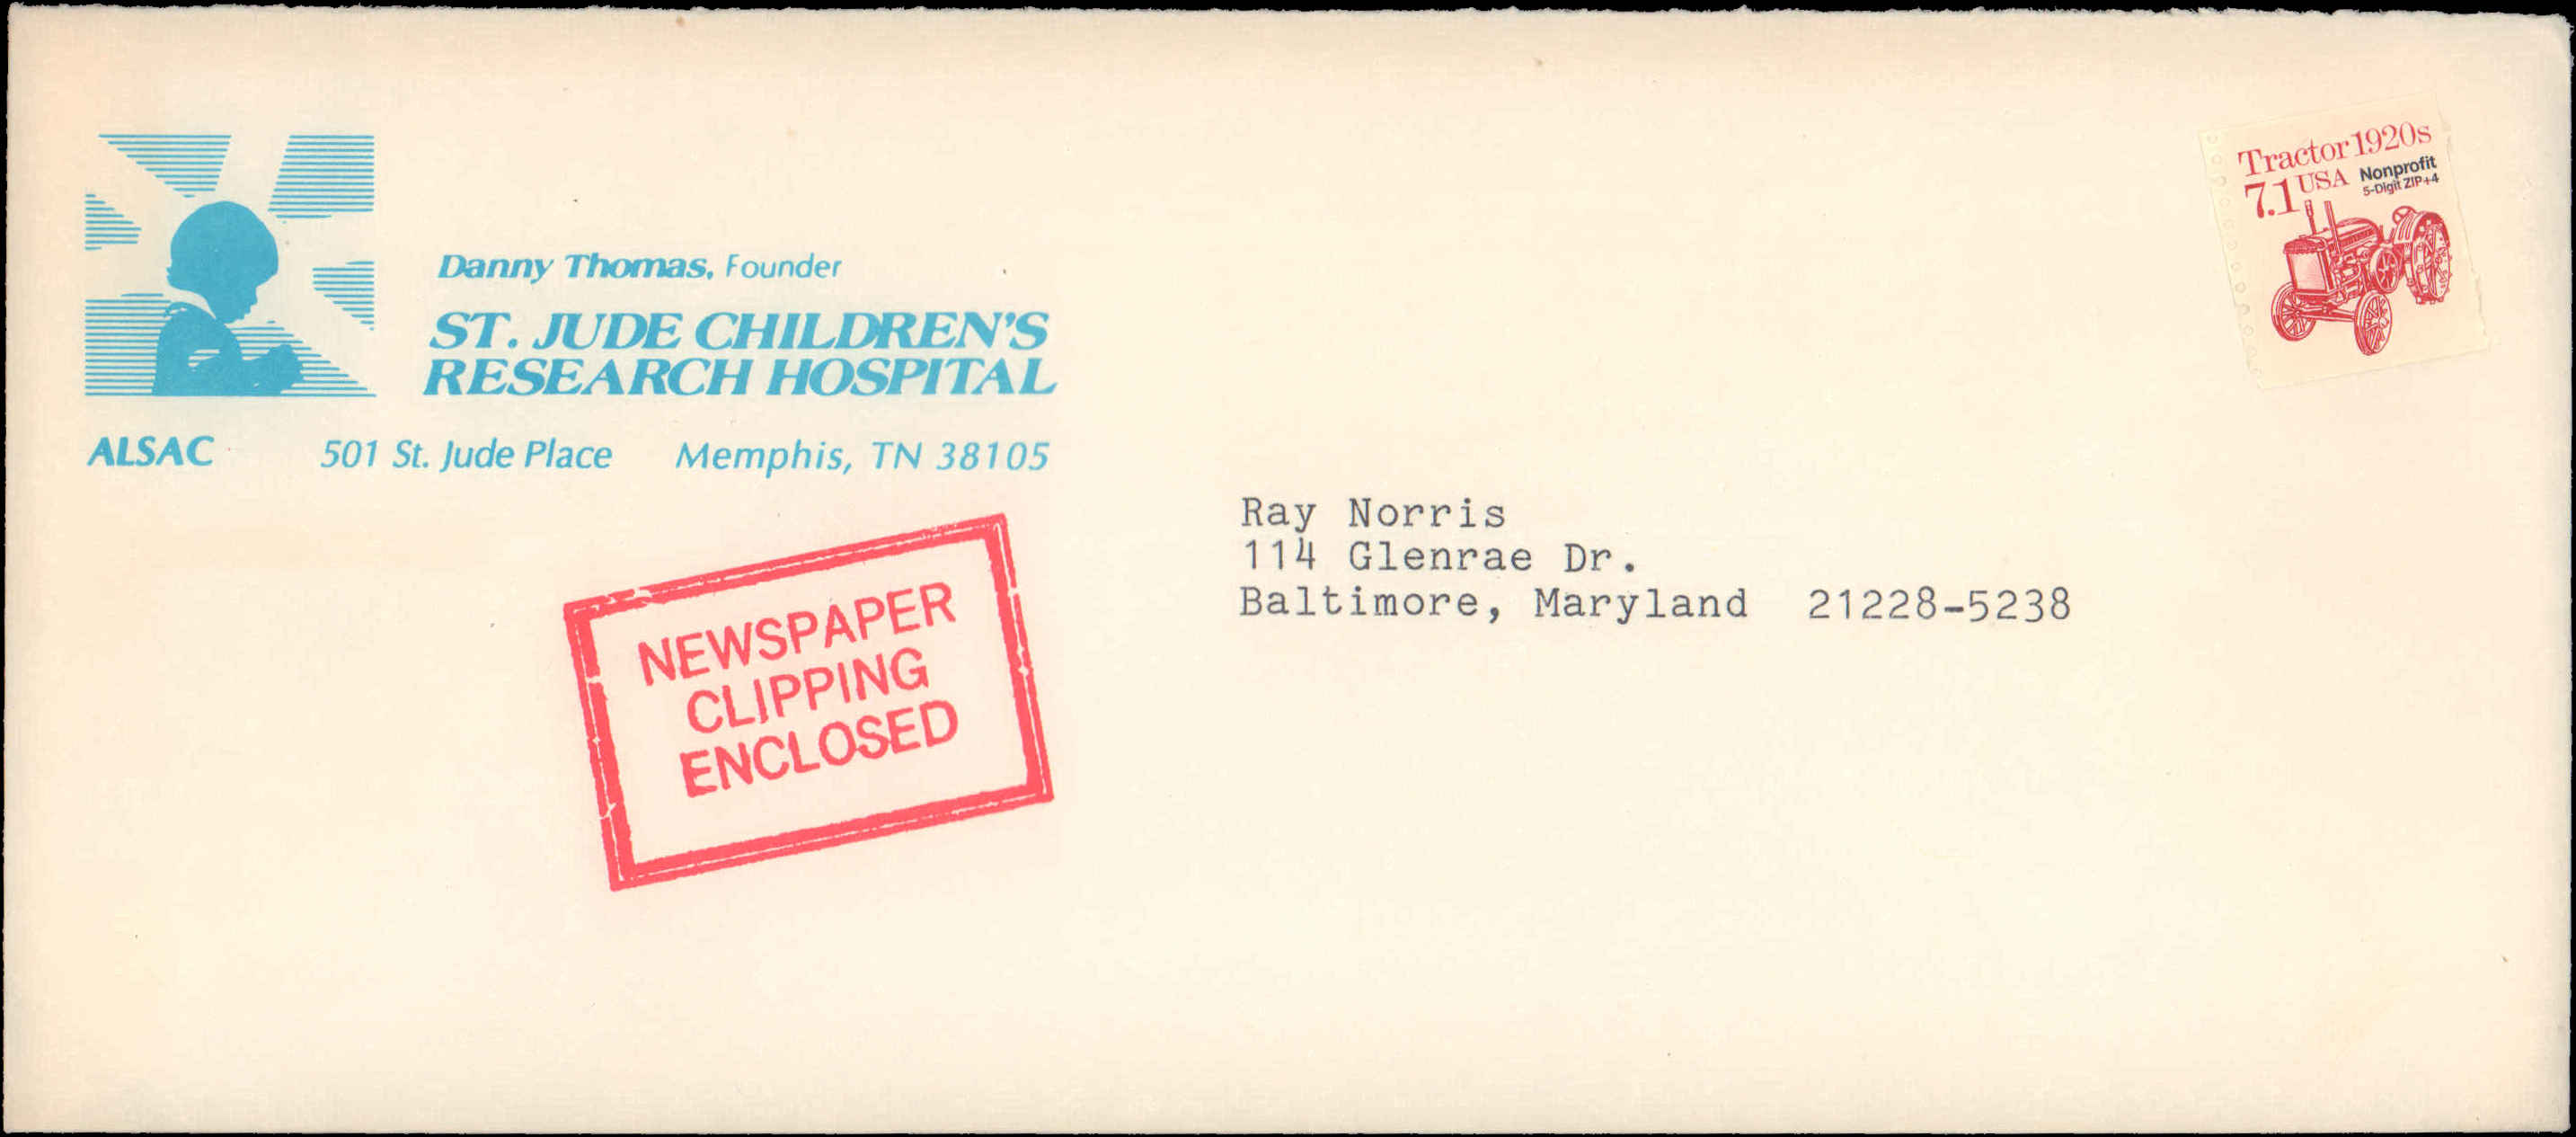 Danny Thomas, Founder
ST. JUDE CHILDREN'S
RESEARCH HOSPITAL
ALSAC 501 St. Jude Place Memphis, TN 38105
Tractor 1920s
7.1 USA Nonprofit
5-Digit ZIP+4
Ray Norris
114 Glenrae Dr.
Baltimore, Maryland 21228-5238
NEWSPAPER
CLIPPING
ENCLOSED